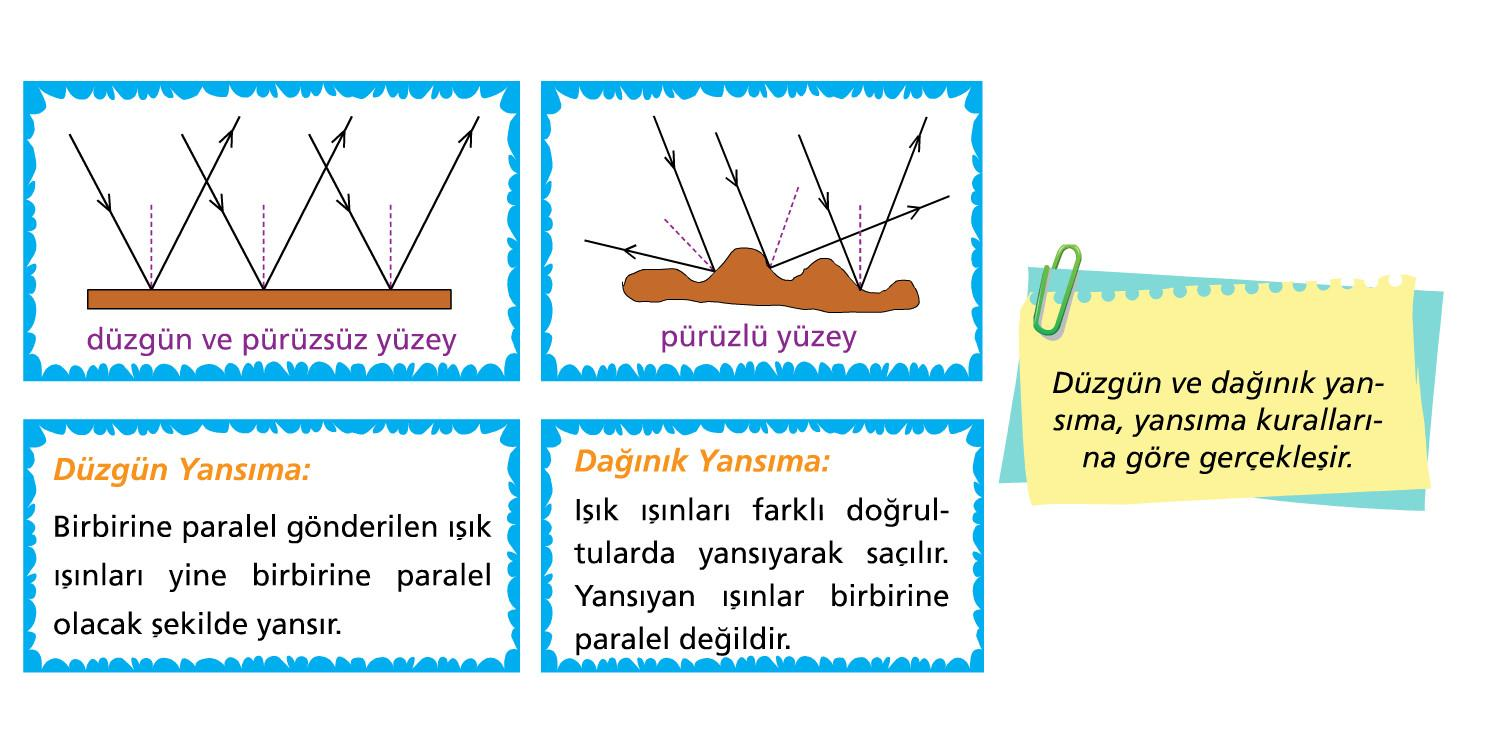 düzgün ve pürüzsüz yüzey
pürüzlü yüzey
Düzgün Yansıma:
Birbirine paralel gönderilen ışık
ışınları yine birbirine paralel
olacak şekilde yansır.
Dağınık Yansıma:
Işık ışınları farklı doğrul-
tularda yansıyarak saçılır.
Yansıyan ışınlar birbirine
paralel değildir.
Düzgün ve dağınık yan-
sıma, yansıma kuralları-
na göre gerçekleşir.